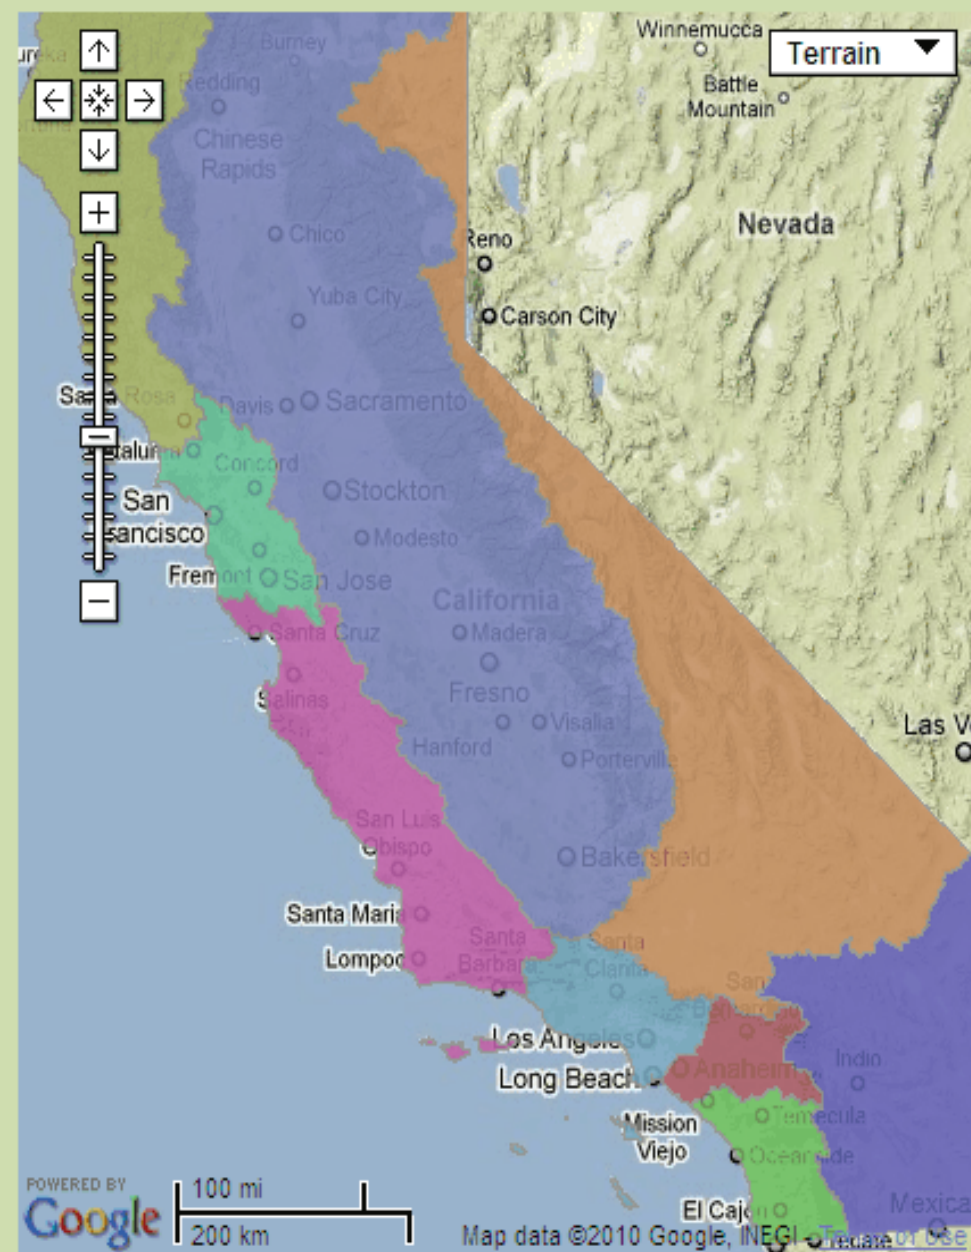 Winnemucca
Terrain
Burney
Redding
Battle
Mountain
Chinese
Rapids
Nevada
Chico
Reno
Yuba City
Carson City
Davis
Sacramento
Concord
Stockton
San
Modesto
San Jose
California
Santa Cruz
Madera
Fresno
Salinas
Visalia
Las V
Hanford
Porterville
San Luis
Obispo
Bakersfield
Santa Maria
Santa
Barbara
Lompoc
Santa
Clarita
San
Los Angeles
Anaheim
Indio
Long Beach
Mission
Viejo
Temecula
Oceanside
POWERED BY
Google
100 mi
200 km
El Cajon
Mexica
Map data ©2010 Google, INEGI -